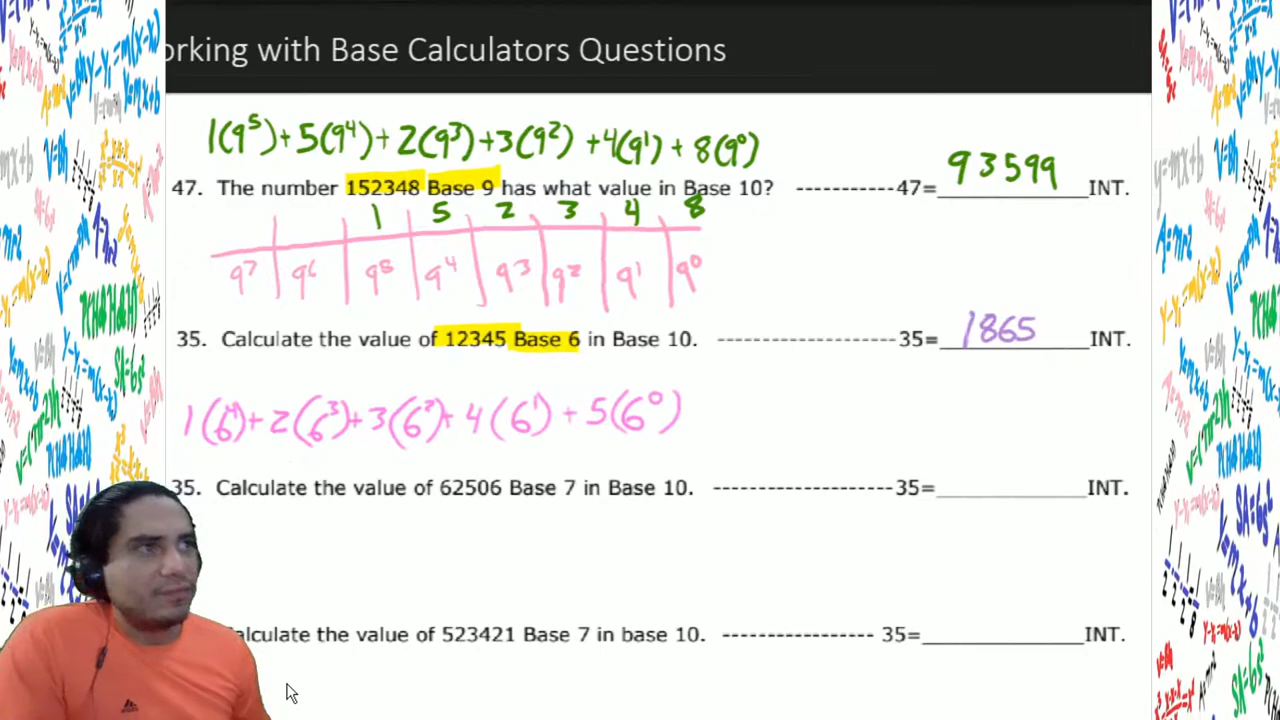 orking with Base Calculators Questions
1(9⁵)+5(9⁴)+2(9³)+3(9²)+4(9¹)+8(9⁰)
47. The number 152348 Base 9 has what value in Base 10? -----------47= 93599 INT.
1 5 2 3 4 8
9⁷ 9⁶ 9⁵ 9⁴ 9³ 9² 9¹ 9⁰
35. Calculate the value of 12345 Base 6 in Base 10. --------------------35= 1865 INT.
1(6⁴)+2(6³)+3(6²)+4(6¹)+5(6⁰)
35. Calculate the value of 62506 Base 7 in Base 10. --------------------35=____________INT.
alculate the value of 523421 Base 7 in base 10. ----------------- 35=____________INT.